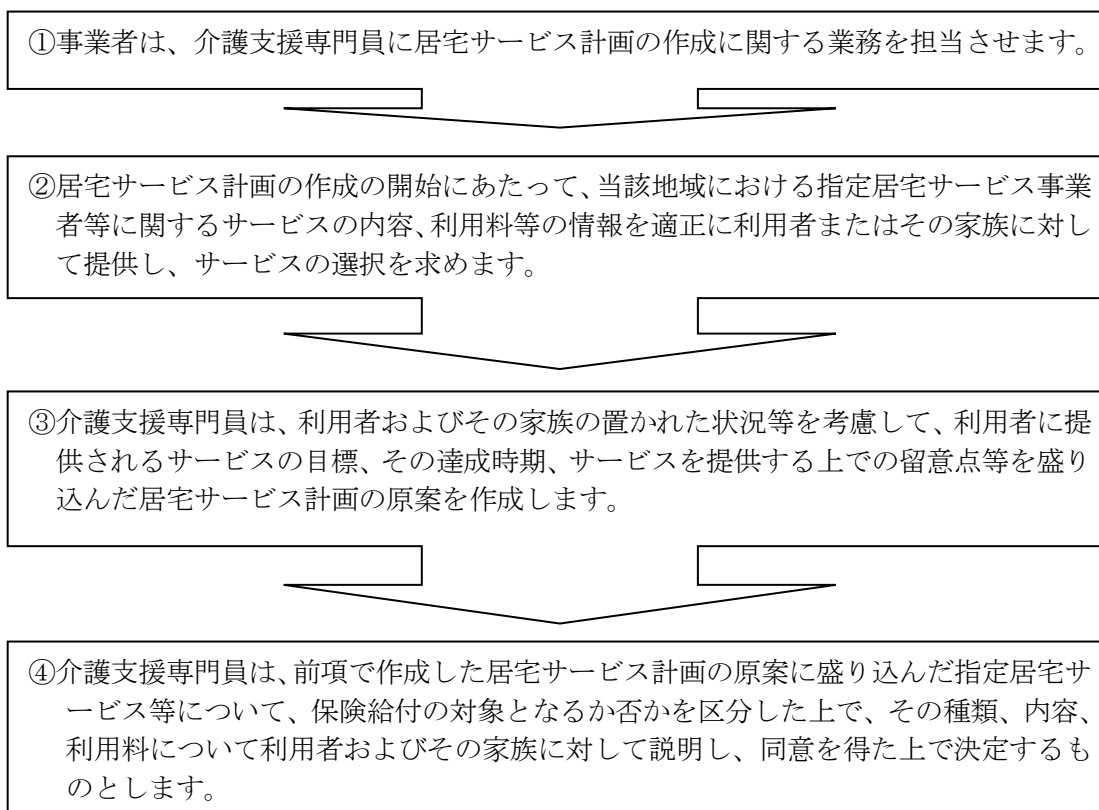 ①事業者は、介護支援専門員に居宅サービス計画の作成に関する業務を担当させます。
②居宅サービス計画の作成の開始にあたって、当該地域における指定居宅サービス事業
者等に関するサービスの内容、利用料等の情報を適正に利用者またはその家族に対し
て提供し、サービスの選択を求めます。
③介護支援専門員は、利用者およびその家族の置かれた状況等を考慮して、利用者に提
供されるサービスの目標、その達成時期、サービスを提供する上での留意点等を盛り
込んだ居宅サービス計画の原案を作成します。
④介護支援専門員は、前項で作成した居宅サービス計画の原案に盛り込んだ指定居宅サ
ービス等について、保険給付の対象となるか否かを区分した上で、その種類、内容、
利用料について利用者およびその家族に対して説明し、同意を得た上で決定するも
のとします。